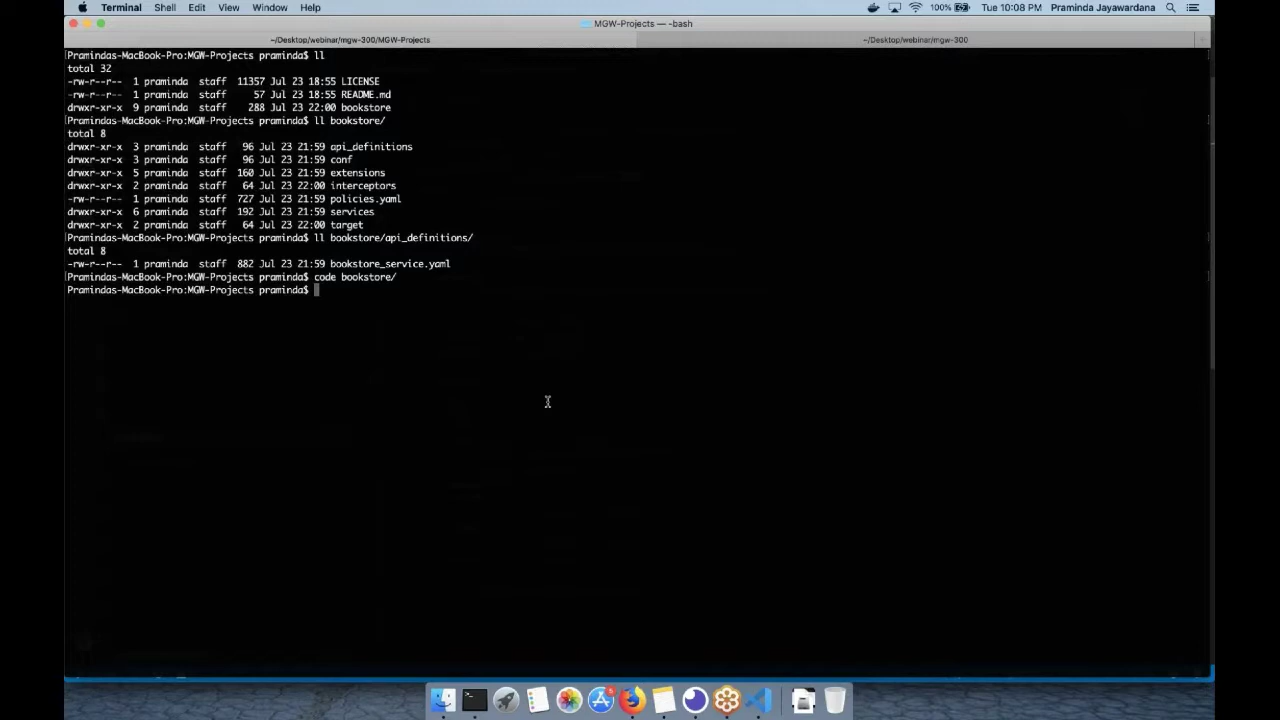 Terminal Shell Edit View Window Help 100% Tue 10:08 PM Praminda Jayawardana
MGW-Projects — -bash
~/Desktop/webinar/mgw-300/MGW-Projects ~/Desktop/webinar/mgw-300
[Pramindas-MacBook-Pro:MGW-Projects praminda$ ll
total 32
-rw-r--r-- 1 praminda staff 11357 Jul 23 18:55 LICENSE
-rw-r--r-- 1 praminda staff 57 Jul 23 18:55 README.md
drwxr-xr-x 9 praminda staff 288 Jul 23 22:00 bookstore
[Pramindas-MacBook-Pro:MGW-Projects praminda$ ll bookstore/
total 8
drwxr-xr-x 3 praminda staff 96 Jul 23 21:59 api_definitions
drwxr-xr-x 3 praminda staff 96 Jul 23 21:59 conf
drwxr-xr-x 5 praminda staff 160 Jul 23 21:59 extensions
drwxr-xr-x 2 praminda staff 64 Jul 23 22:00 interceptors
-rw-r--r-- 1 praminda staff 727 Jul 23 21:59 policies.yaml
drwxr-xr-x 6 praminda staff 192 Jul 23 21:59 services
drwxr-xr-x 2 praminda staff 64 Jul 23 22:00 target
[Pramindas-MacBook-Pro:MGW-Projects praminda$ ll bookstore/api_definitions/
total 8
-rw-r--r-- 1 praminda staff 882 Jul 23 21:59 bookstore_service.yaml
[Pramindas-MacBook-Pro:MGW-Projects praminda$ code bookstore/
Pramindas-MacBook-Pro:MGW-Projects praminda$